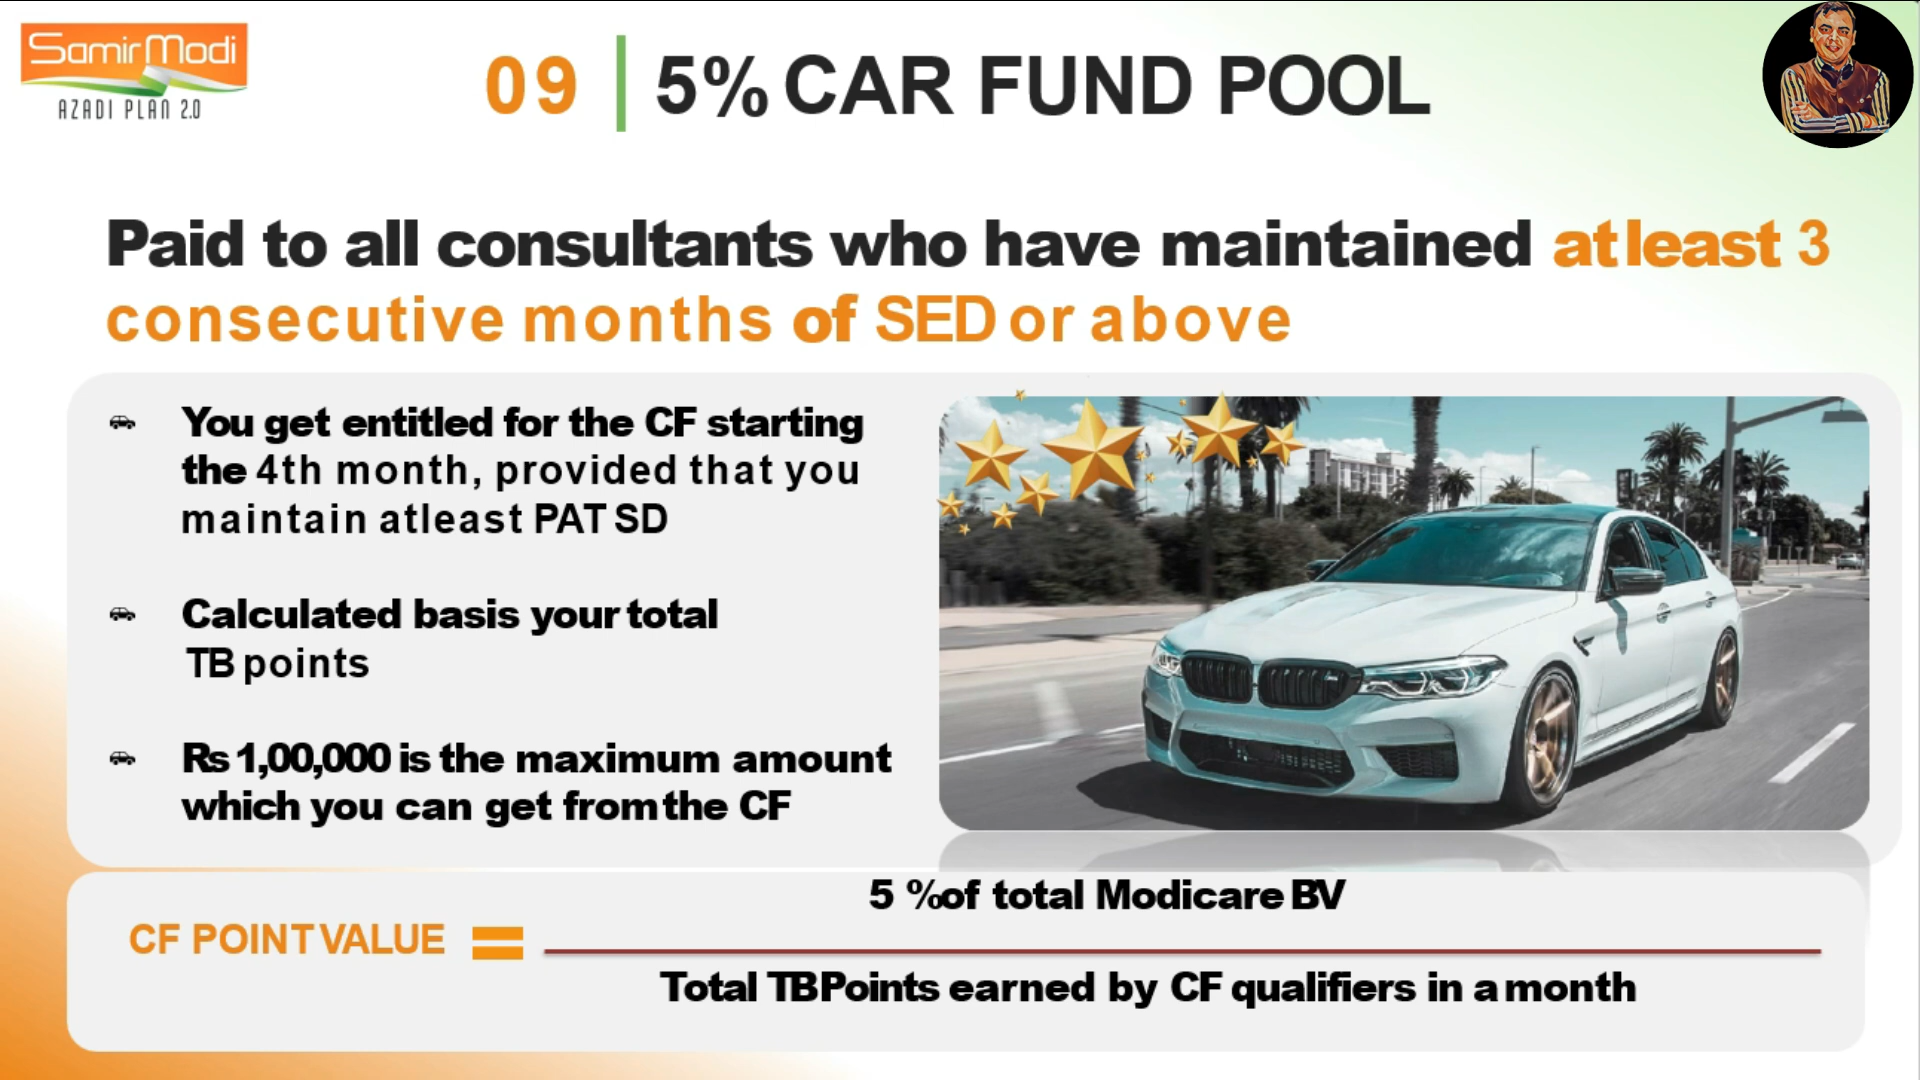 Samir Modi
AZADI PLAN 2.0
09 | 5% CAR FUND POOL
Paid to all consultants who have maintained atleast 3
consecutive months of SED or above
You get entitled for the CF starting
the 4th month, provided that you
maintain atleast PAT SD
Calculated basis your total
TB points
Rs 1,00,000 is the maximum amount
which you can get from the CF
5 %of total Modicare BV
CF POINT VALUE =
Total TB Points earned by CF qualifiers in a month